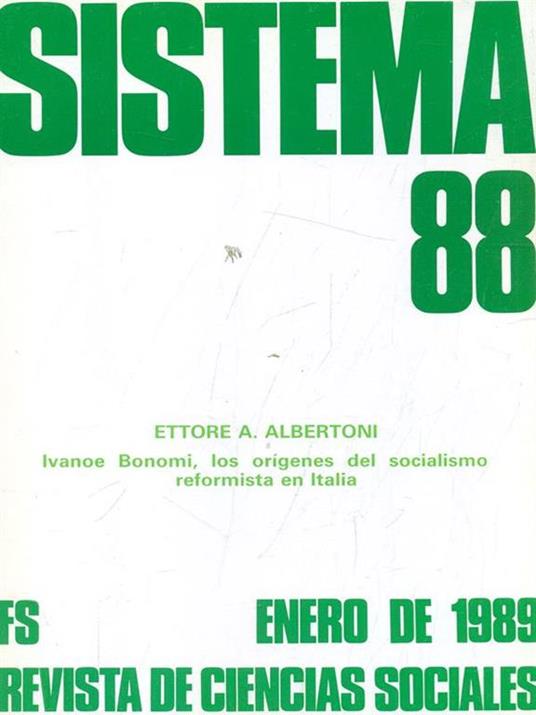 SISTEMA
88
ETTORE A. ALBERTONI
Ivanoe Bonomi, los orígenes del socialismo
reformista en Italia
FS ENERO DE 1989
REVISTA DE CIENCIAS SOCIALES